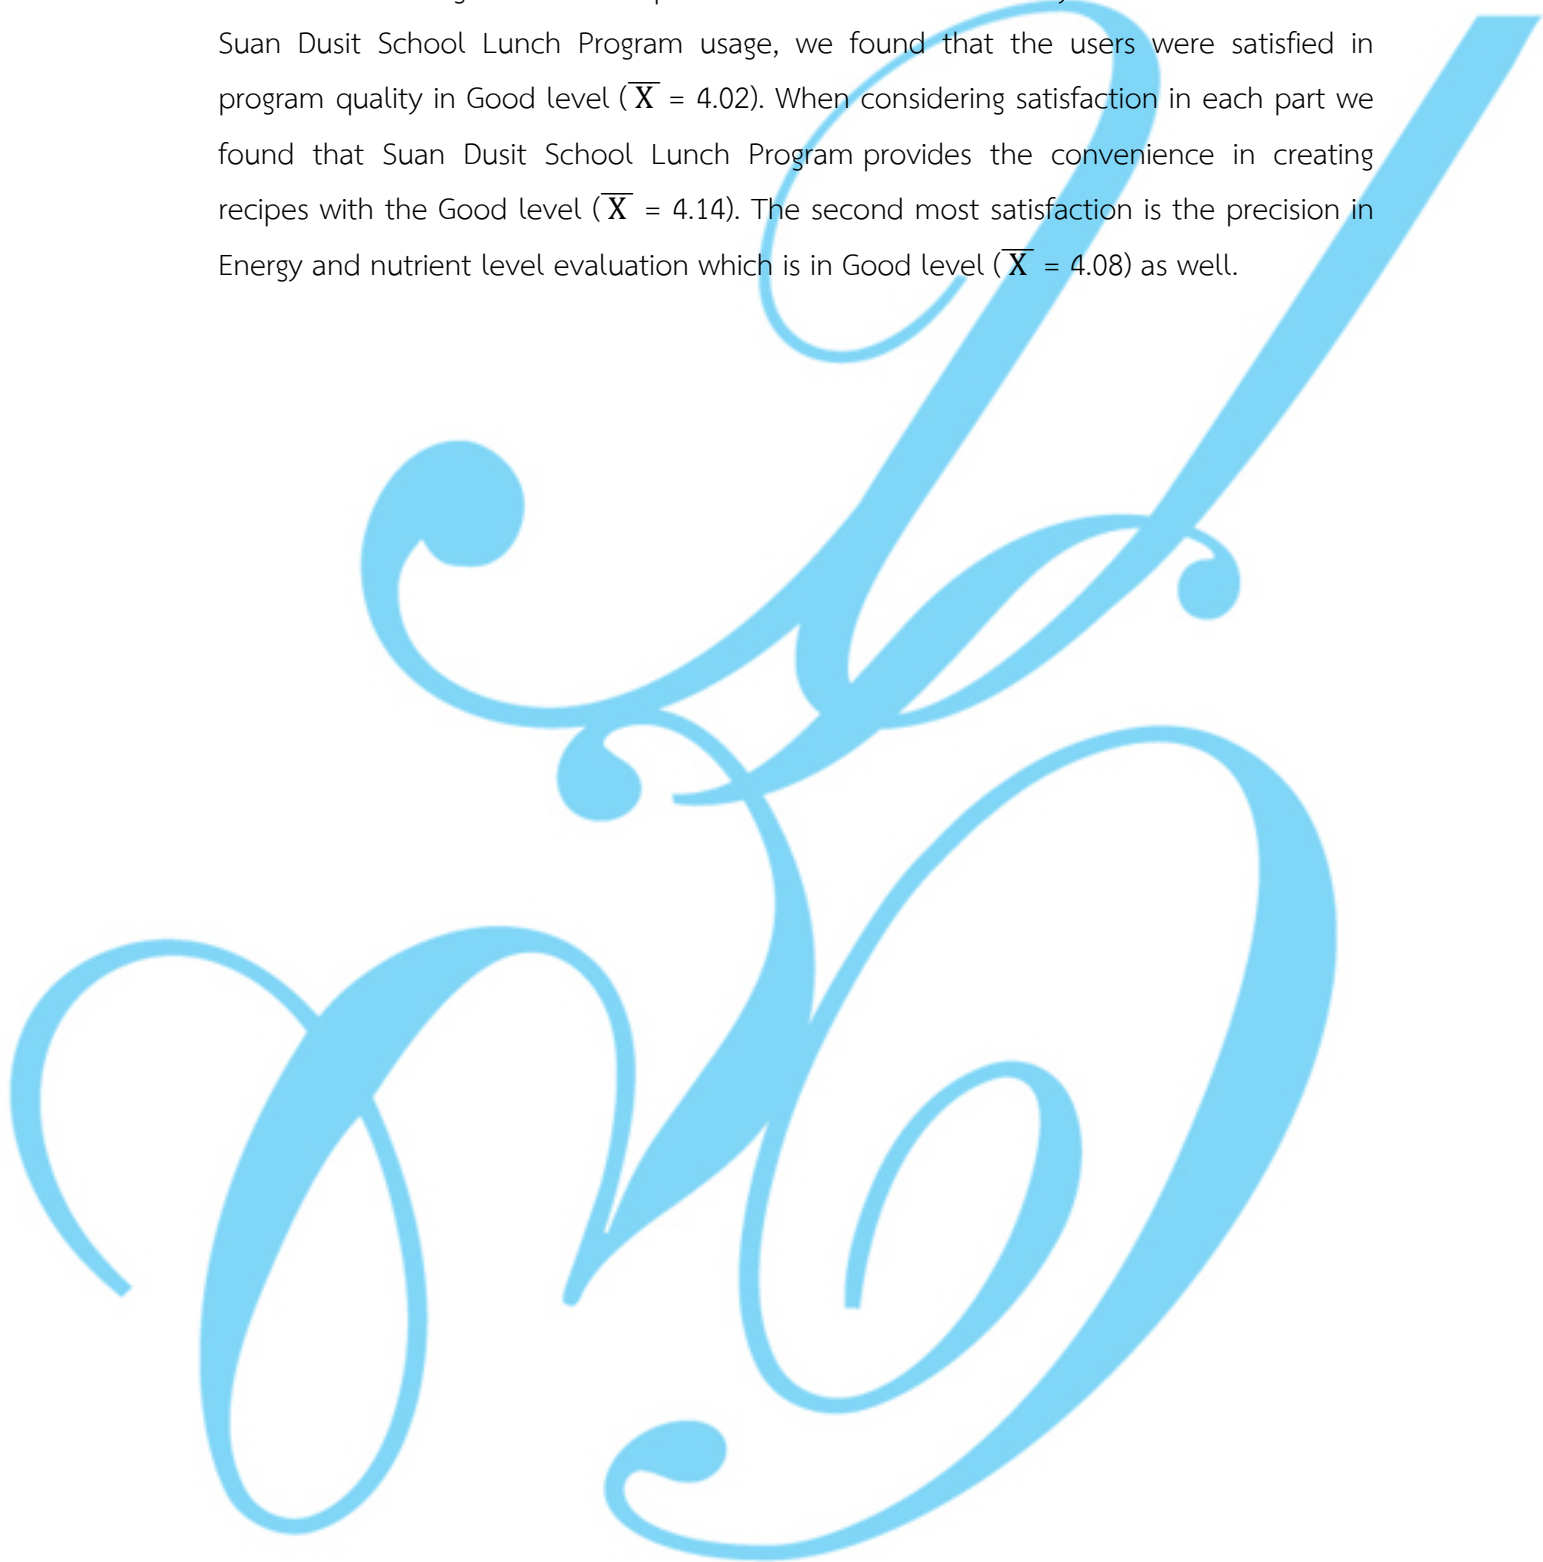 Suan Dusit School Lunch Program usage, we found that the users were satisfied in
program quality in Good level ( X̅ = 4.02). When considering satisfaction in each part we
found that Suan Dusit School Lunch Program provides the convenience in creating
recipes with the Good level ( X̅ = 4.14). The second most satisfaction is the precision in
Energy and nutrient level evaluation which is in Good level ( X̅ = 4.08) as well.